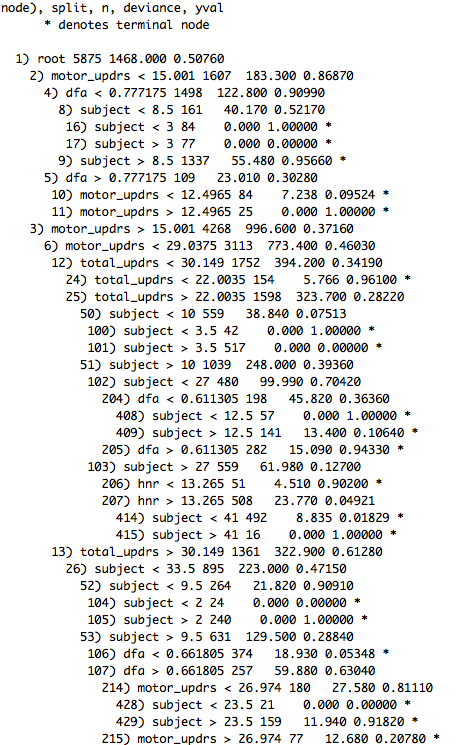 node), split, n, deviance, yval
* denotes terminal node
1) root 5875 1468.000 0.50760
2) motor_updrs < 15.001 1607 183.300 0.86870
4) dfa < 0.777175 1498 122.800 0.90990
8) subject < 8.5 161 40.170 0.52170
16) subject < 3 84 0.000 1.00000 *
17) subject > 3 77 0.000 0.00000 *
9) subject > 8.5 1337 55.480 0.95660 *
5) dfa > 0.777175 109 23.010 0.30280
10) motor_updrs < 12.4965 84 7.238 0.09524 *
11) motor_updrs > 12.4965 25 0.000 1.00000 *
3) motor_updrs > 15.001 4268 996.600 0.37160
6) motor_updrs < 29.0375 3113 773.400 0.46030
12) total_updrs < 30.149 1752 394.200 0.34190
24) total_updrs < 22.0035 154 5.766 0.96100 *
25) total_updrs > 22.0035 1598 323.700 0.28220
50) subject < 10 559 38.840 0.07513
100) subject < 3.5 42 0.000 1.00000 *
101) subject > 3.5 517 0.000 0.00000 *
51) subject > 10 1039 248.000 0.39360
102) subject < 27 480 99.990 0.70420
204) dfa < 0.611305 198 45.820 0.36360
408) subject < 12.5 57 0.000 1.00000 *
409) subject > 12.5 141 13.400 0.10640 *
205) dfa > 0.611305 282 15.090 0.94330 *
103) subject > 27 559 61.980 0.12700
206) hnr < 13.265 51 4.510 0.90200 *
207) hnr > 13.265 508 23.770 0.04921
414) subject < 41 492 8.835 0.01829 *
415) subject > 41 16 0.000 1.00000 *
13) total_updrs > 30.149 1361 322.900 0.61280
26) subject < 33.5 895 223.000 0.47150
52) subject < 9.5 264 21.820 0.90910
104) subject < 2 24 0.000 0.00000 *
105) subject > 2 240 0.000 1.00000 *
53) subject > 9.5 631 129.500 0.28840
106) dfa < 0.661805 374 18.930 0.05348 *
107) dfa > 0.661805 257 59.880 0.63040
214) motor_updrs < 26.974 180 27.580 0.81110
428) subject < 23.5 21 0.000 0.00000 *
429) subject > 23.5 159 11.940 0.91820 *
215) motor_updrs > 26.974 77 12.680 0.20780 *